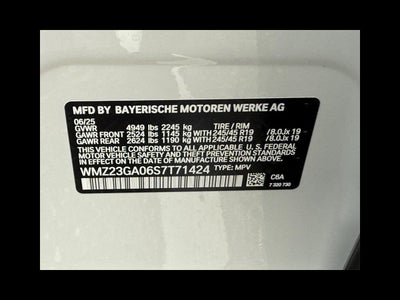 MFD BY BAYERISCHE MOTOREN WERKE AG
06/25
GVWR 4949 lbs 2245 kg TIRE / RIM
GAWR FRONT 2524 lbs 1145 kg WITH 245/45 R19 / 8.0Jx 19
GAWR REAR 2624 lbs 1190 kg WITH 245/45 R19 / 8.0Jx 19
THIS VEHICLE CONFORMS TO ALL APPLICABLE U.S. FEDERAL
MOTOR VEHICLE SAFETY AND THEFT PREVENTION STANDARDS
IN EFFECT ON THE DATE OF MANUFACTURE SHOWN ABOVE.
WMZ23GA06S7T71424 TYPE: MPV
C6A
7 320 730